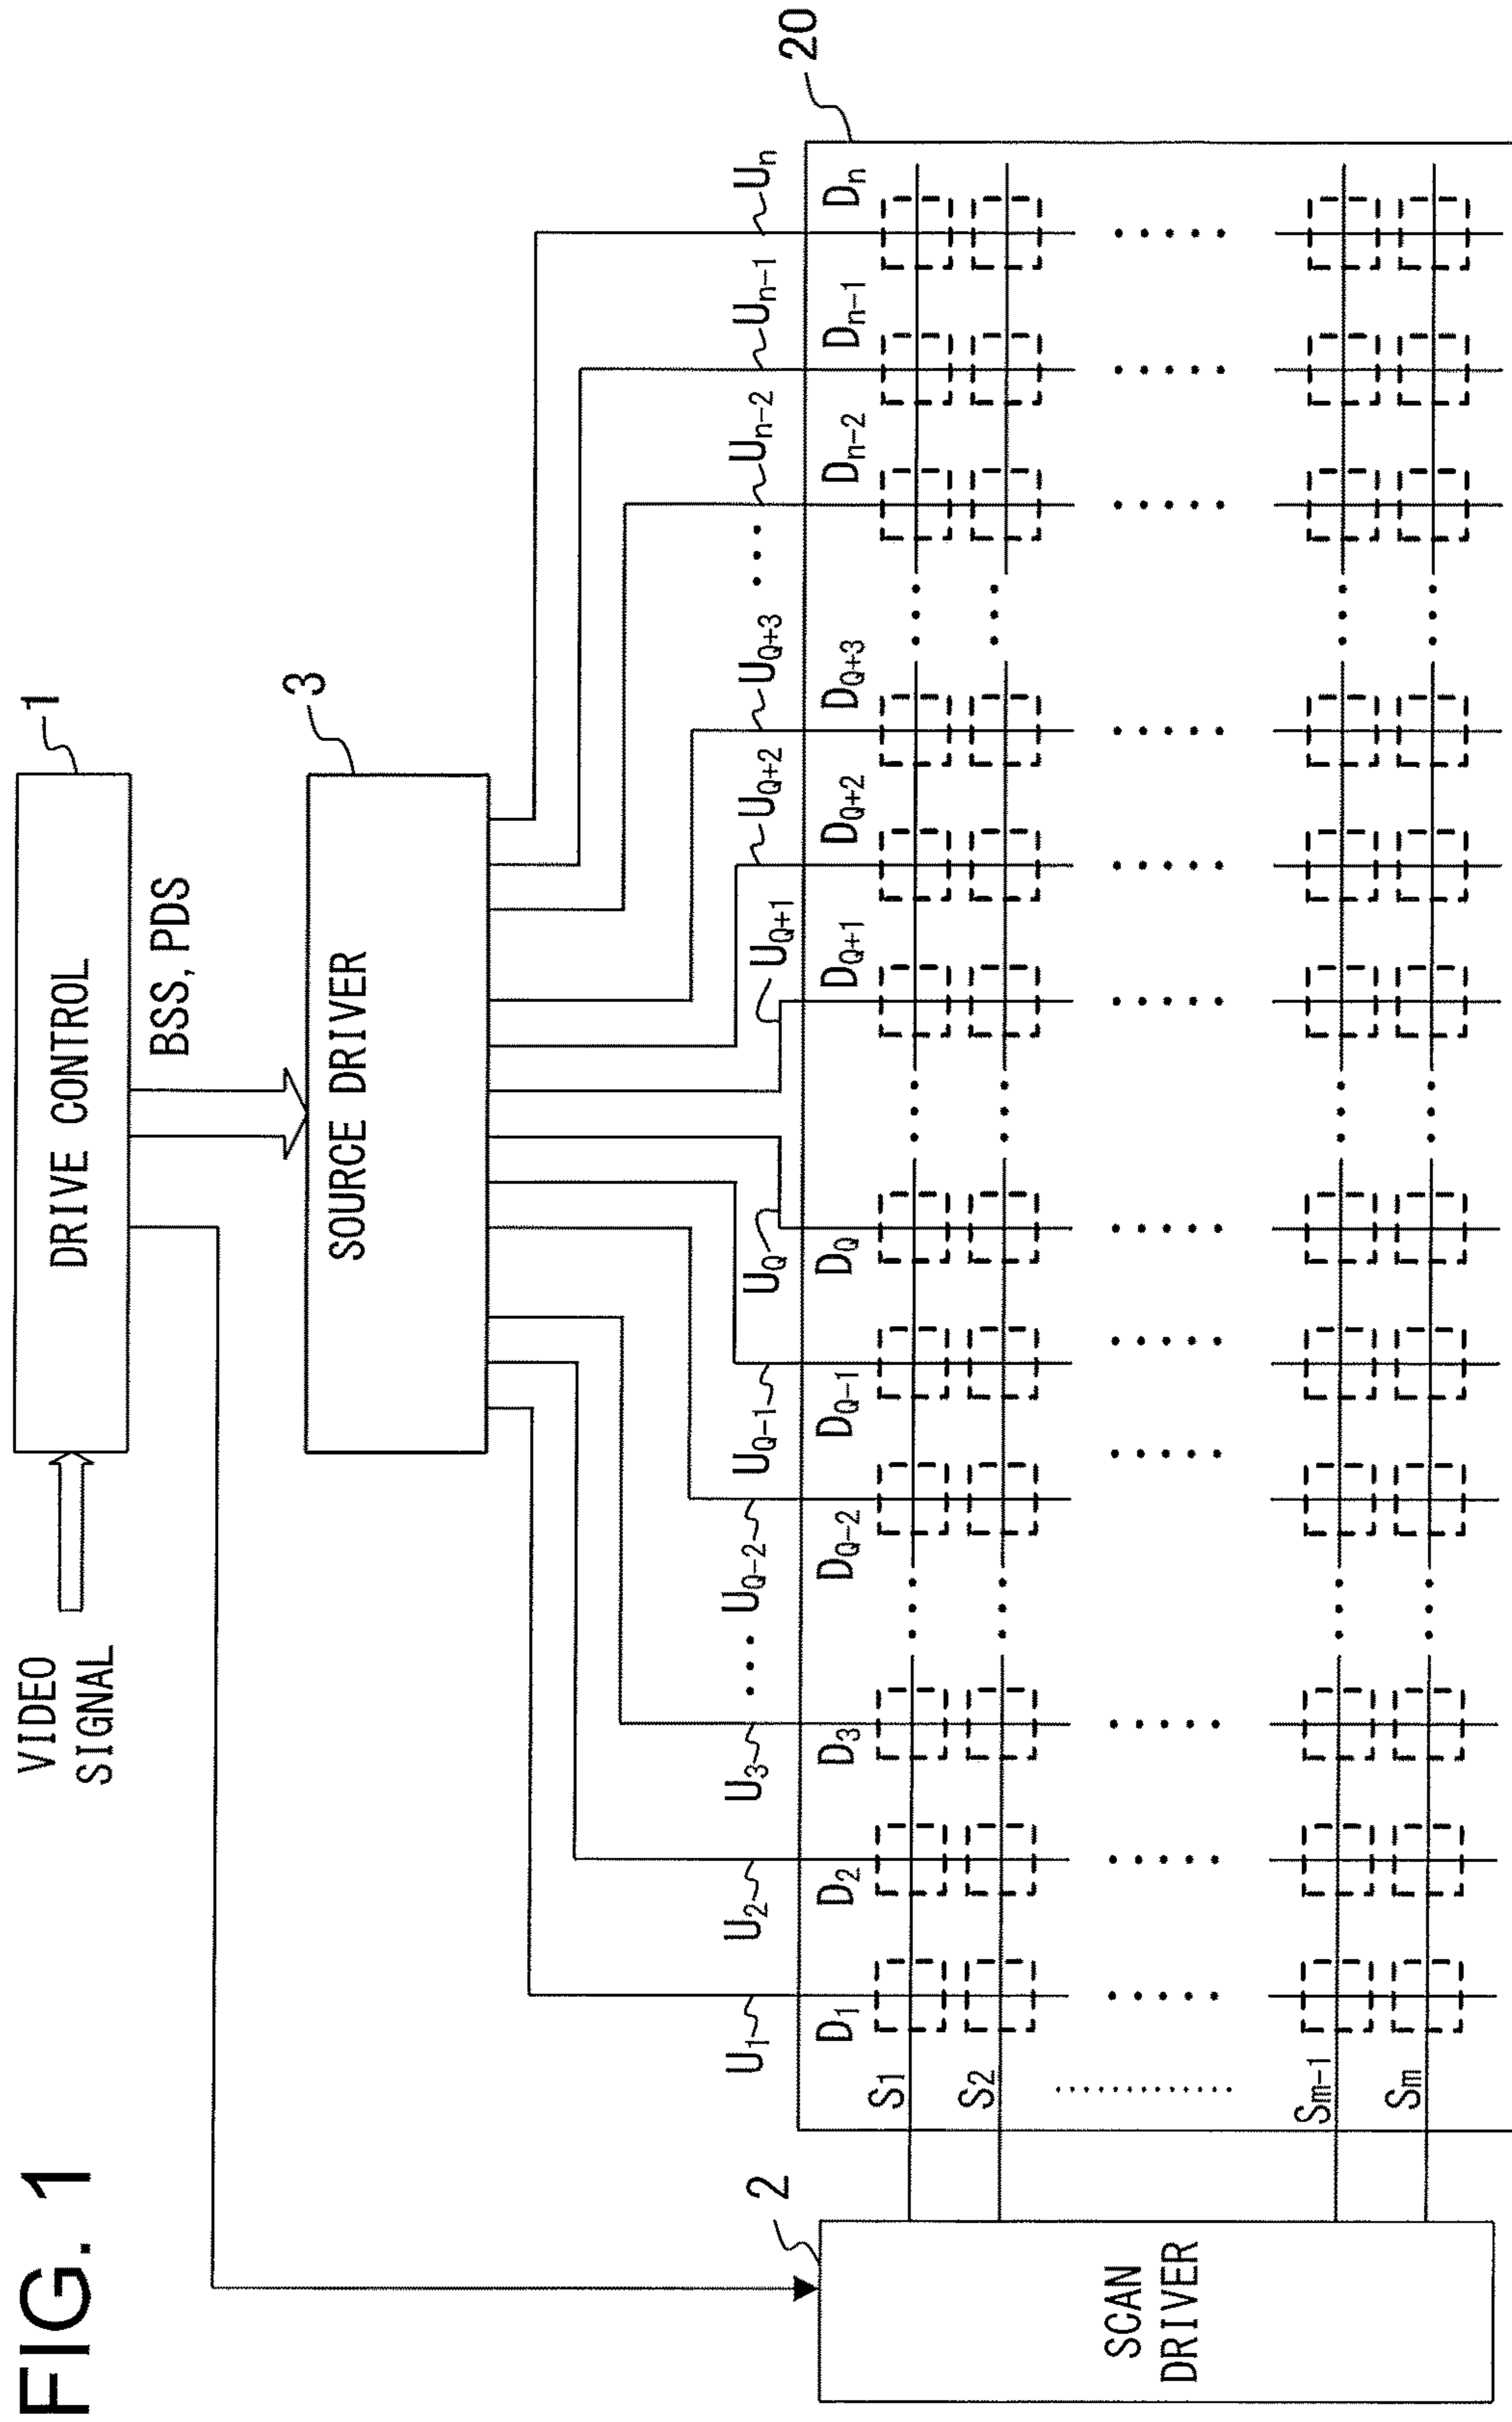 FIG. 1
VIDEO
SIGNAL
DRIVE CONTROL
1
BSS, PDS
SOURCE DRIVER
3
U1 U2 U3 ... UQ-2 UQ-1 UQ UQ+1 UQ+2 UQ+3 ... Un-2 Un-1 Un
20
D1 D2 D3 DQ-2 DQ-1 DQ DQ+1 DQ+2 DQ+3 Dn-2 Dn-1 Dn
2
SCAN
DRIVER
S1
S2
Sm-1
Sm